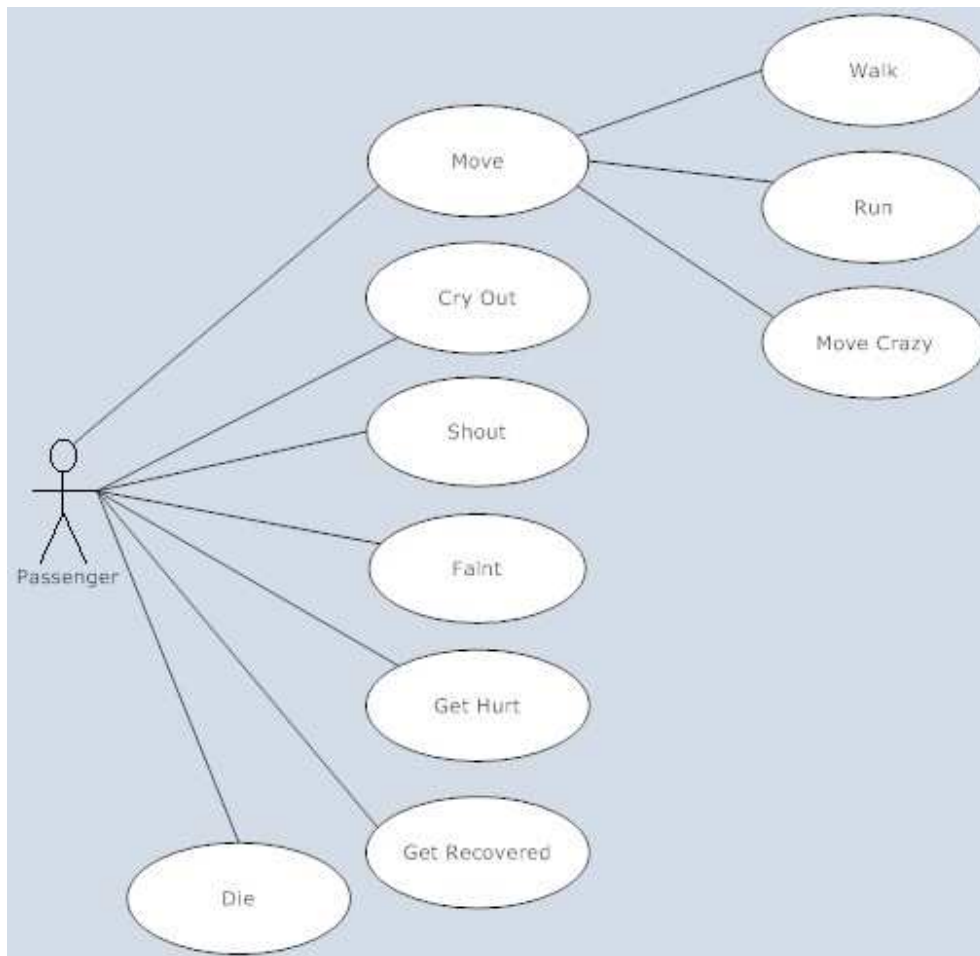 Walk
Move
Run
Cry Out
Move Crazy
Shout
Faint
Passenger
Get Hurt
Get Recovered
Die